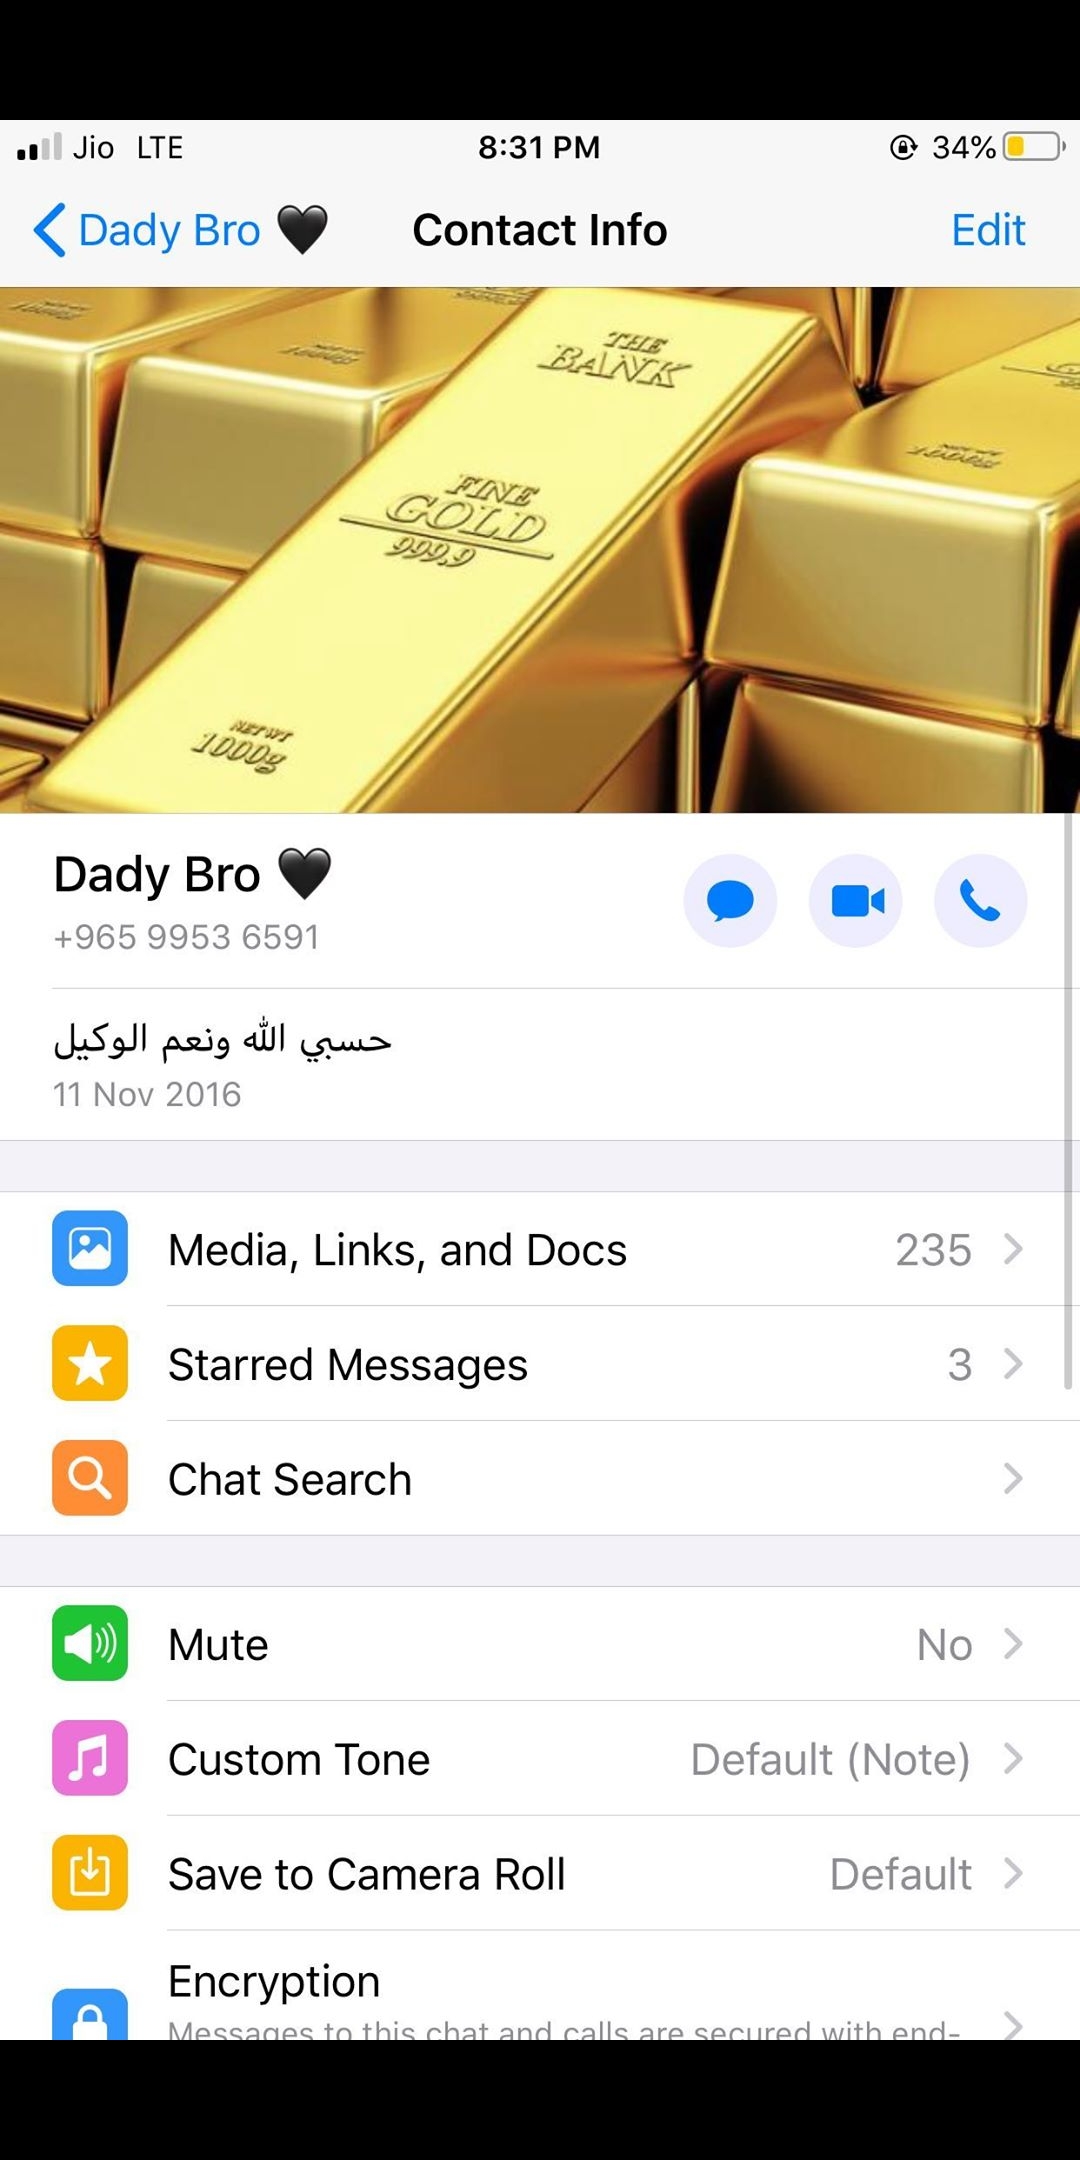 Jio LTE 8:31 PM 34%
Dady Bro 🖤 Contact Info Edit
THE
BANK
FINE
GOLD
999.9
NET WT
1000g
1000g
Dady Bro 🖤
+965 9953 6591
حسبي الله ونعم الوكيل
11 Nov 2016
Media, Links, and Docs 235
Starred Messages 3
Chat Search
Mute No
Custom Tone Default (Note)
Save to Camera Roll Default
Encryption
Messages to this chat and calls are secured with end-